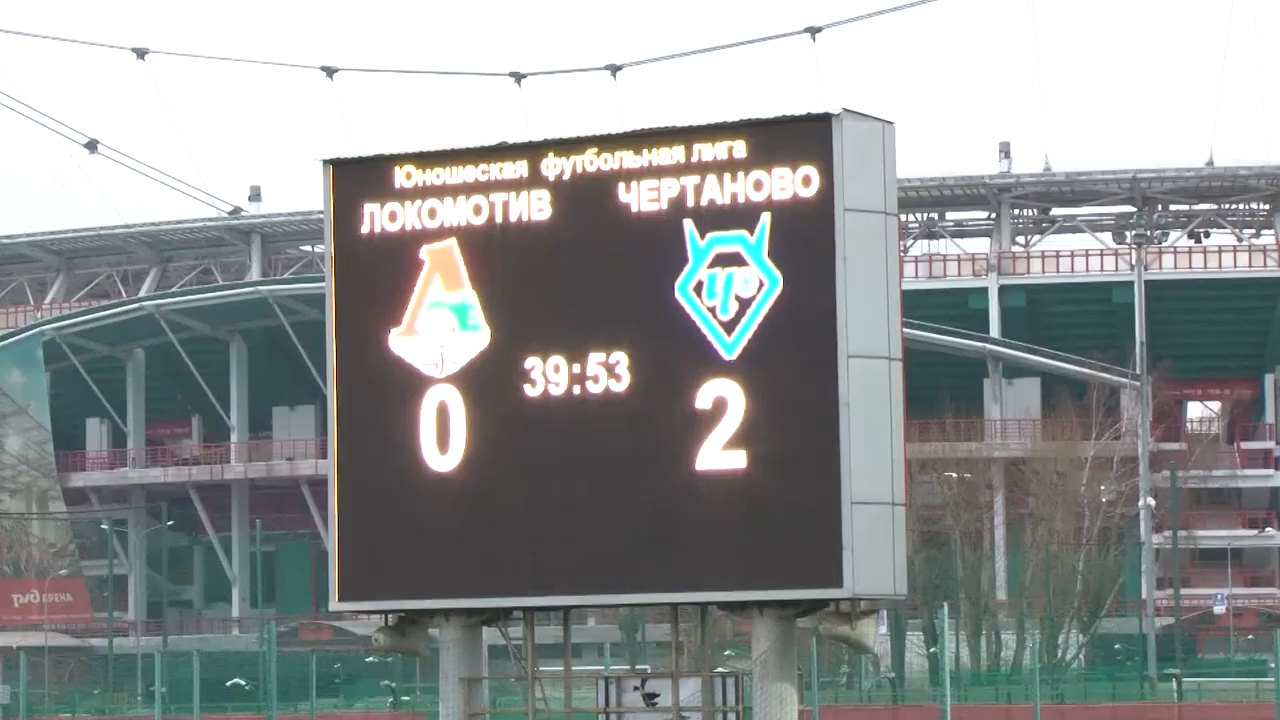 Юношеская футбольная лига
ЛОКОМОТИВ ЧЕРТАНОВО
39:53
0 2
РЖД АРЕНА